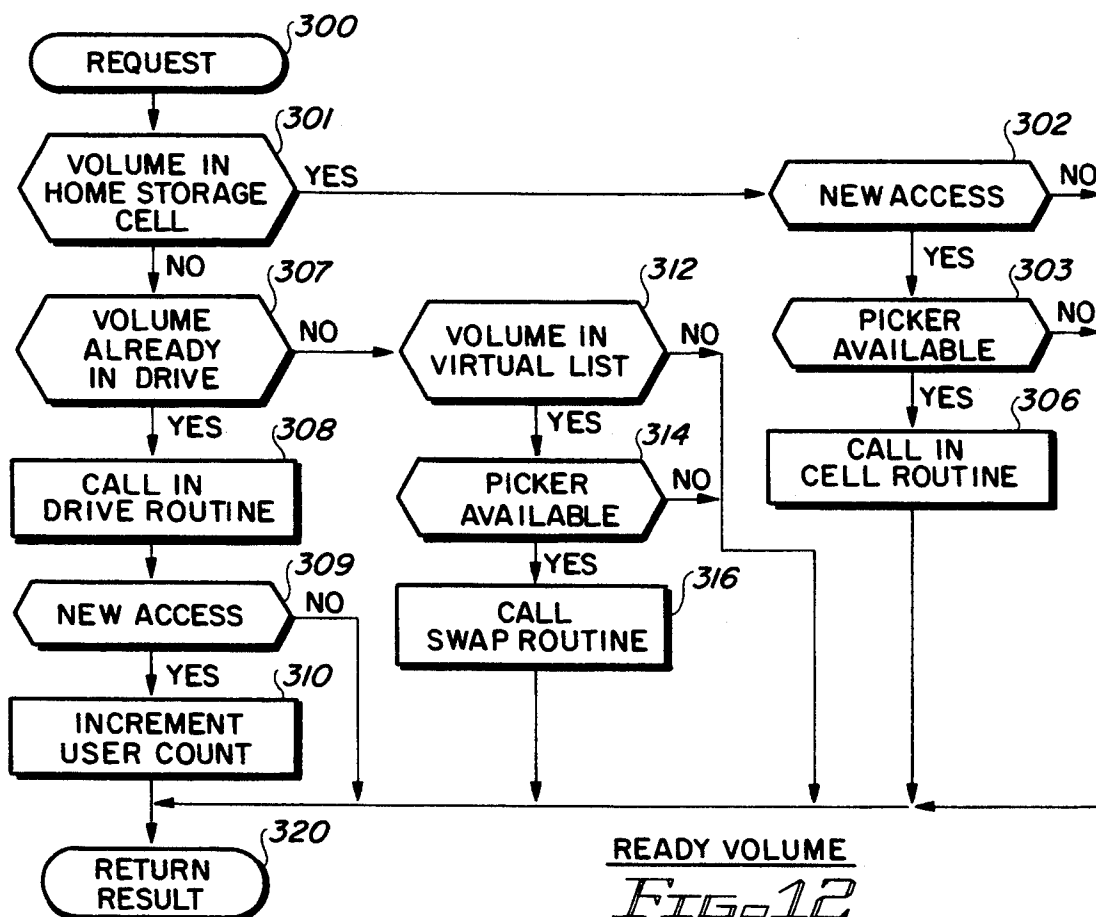 300
REQUEST
301
VOLUME IN
HOME STORAGE
CELL
YES
NO
302
NEW ACCESS
NO
YES
307
VOLUME
ALREADY
IN DRIVE
NO
YES
312
VOLUME IN
VIRTUAL LIST
NO
YES
303
PICKER
AVAILABLE
NO
YES
308
CALL IN
DRIVE ROUTINE
314
PICKER
AVAILABLE
NO
YES
306
CALL IN
CELL ROUTINE
309
NEW ACCESS
NO
YES
316
CALL
SWAP ROUTINE
310
INCREMENT
USER COUNT
320
RETURN
RESULT
READY VOLUME
FIG-12